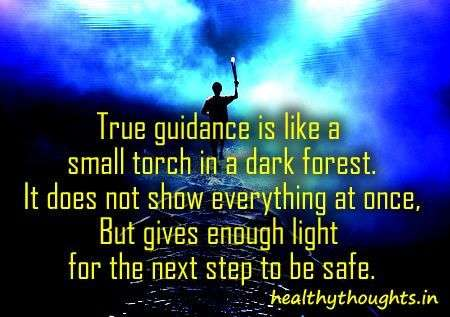 True guidance is like a
small torch in a dark forest.
It does not show everything at once,
But gives enough light
for the next step to be safe.
healthythoughts.in